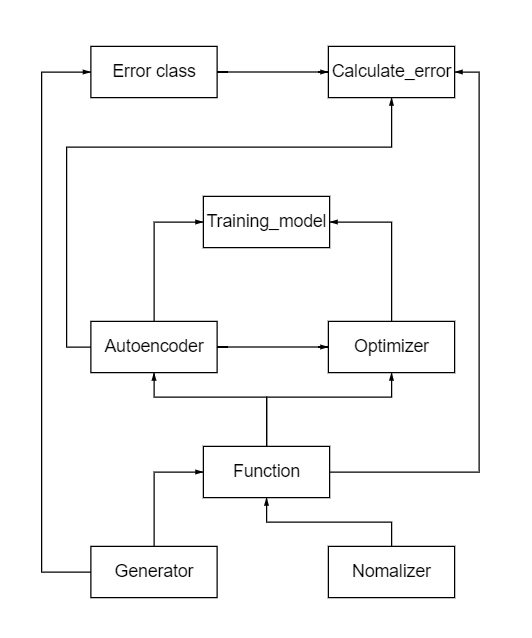 Error class
Calculate_error
Training_model
Autoencoder
Optimizer
Function
Generator
Nomalizer